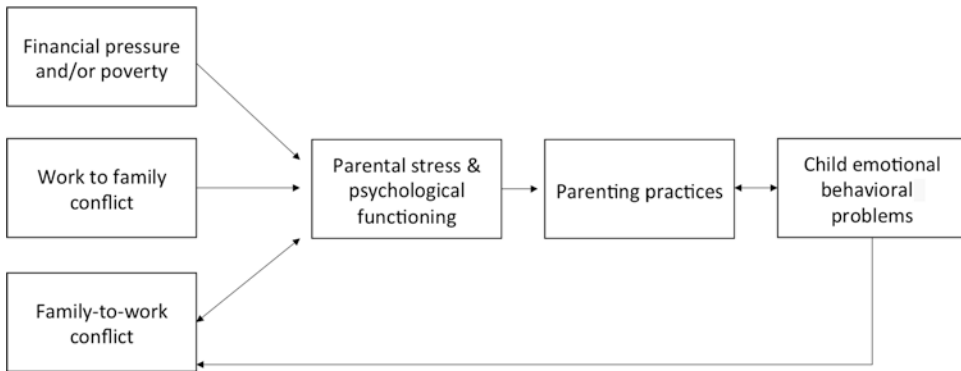 Financial pressure
and/or poverty
Work to family
conflict
Family-to-work
conflict
Parental stress &
psychological
functioning
Parenting practices
Child emotional
behavioral
problems